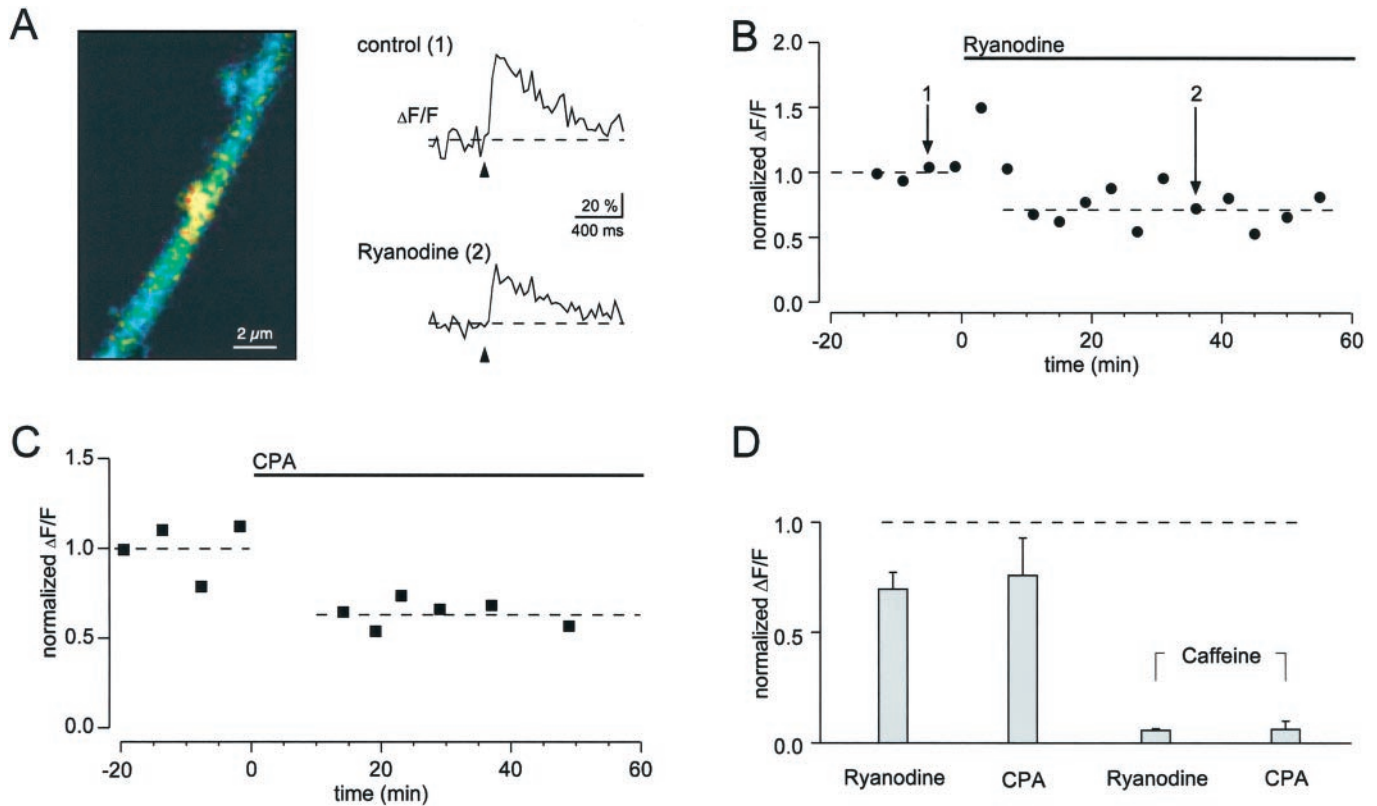 A
control (1)
ΔF/F
20 %
400 ms
Ryanodine (2)
2 µm
B
Ryanodine
2.0
1.5
1.0
0.5
0.0
normalized ΔF/F
1
2
-20
0
20
40
60
time (min)
C
CPA
1.5
1.0
0.5
0.0
normalized ΔF/F
-20
0
20
40
60
time (min)
D
1.0
0.5
0.0
normalized ΔF/F
Caffeine
Ryanodine
CPA
Ryanodine
CPA